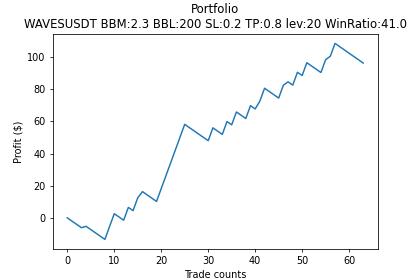 Portfolio
WAVESUSDT BBM:2.3 BBL:200 SL:0.2 TP:0.8 lev:20 WinRatio:41.0
100
80
60
40
20
0
Profit ($)
0 10 20 30 40 50 60
Trade counts